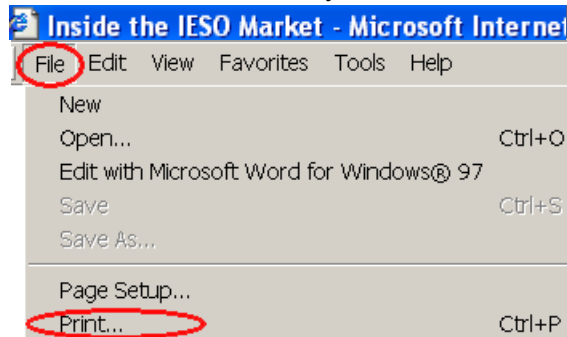 Inside the IESO Market - Microsoft Internet
File Edit View Favorites Tools Help
New
Open... Ctrl+O
Edit with Microsoft Word for Windows® 97
Save Ctrl+S
Save As...
Page Setup...
Print... Ctrl+P